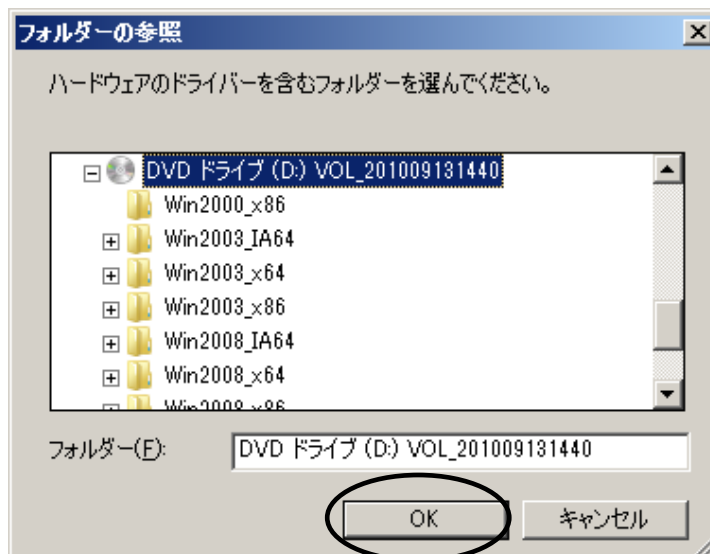 フォルダーの参照
ハードウェアのドライバーを含むフォルダーを選んでください。
DVD ドライブ (D:) VOL_201009131440
Win2000_x86
Win2003_IA64
Win2003_x64
Win2003_x86
Win2008_IA64
Win2008_x64
Win2008_x86
フォルダー(F): DVD ドライブ (D:) VOL_201009131440
OK キャンセル